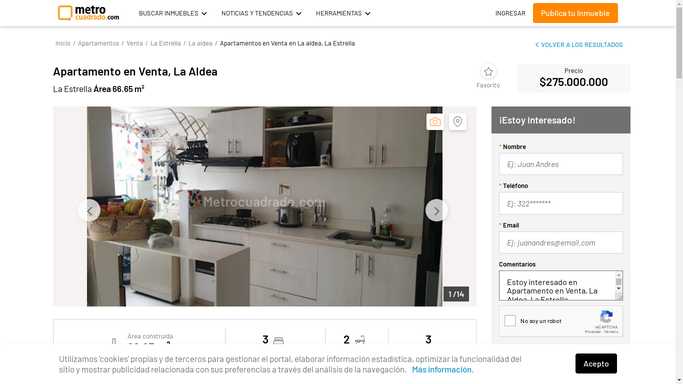 metro
cuadrado.com
BUSCAR INMUEBLES
NOTICIAS Y TENDENCIAS
HERRAMIENTAS
INGRESAR
Publica tu Inmueble
Inicio / Apartamentos / Venta / La Estrella / La aldea / Apartamentos en Venta en La aldea, La Estrella
VOLVER A LOS RESULTADOS
Apartamento en Venta, La Aldea
La Estrella Área 66.65 m²
Favorito
Precio
$275.000.000
Metrocuadrado.com
1 /14
¡Estoy Interesado!
* Nombre
Ej: Juan Andres
* Teléfono
Ej: 322*******
* Email
Ej: juanandres@email.com
Comentarios
Estoy interesado en
Apartamento en Venta, La
Aldea, La Estrella
No soy un robot
reCAPTCHA
Privacidad - Términos
Área construida
3
2
3
Utilizamos 'cookies' propias y de terceros para gestionar el portal, elaborar información estadística, optimizar la funcionalidad del
sitio y mostrar publicidad relacionada con sus preferencias a través del análisis de la navegación. Más información.
Acepto